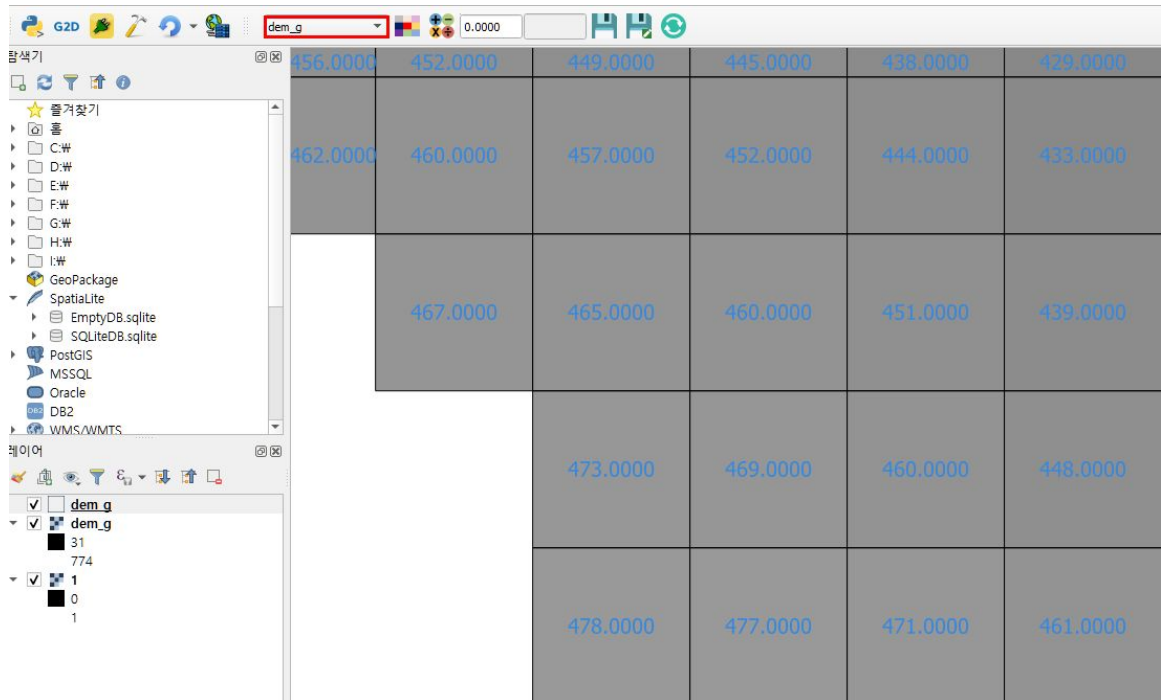 G2D
dem_g
0.0000
탐색기
즐겨찾기
홈
C:₩
D:₩
E:₩
F:₩
G:₩
H:₩
I:₩
GeoPackage
SpatiaLite
EmptyDB.sqlite
SQLiteDB.sqlite
PostGIS
MSSQL
Oracle
DB2
DB2
WMS/WMTS
레이어
dem_g
dem_g
31
774
1
0
1
456.0000 452.0000 449.0000 445.0000 438.0000 429.0000
462.0000 460.0000 457.0000 452.0000 444.0000 433.0000
467.0000 465.0000 460.0000 451.0000 439.0000
473.0000 469.0000 460.0000 448.0000
478.0000 477.0000 471.0000 461.0000